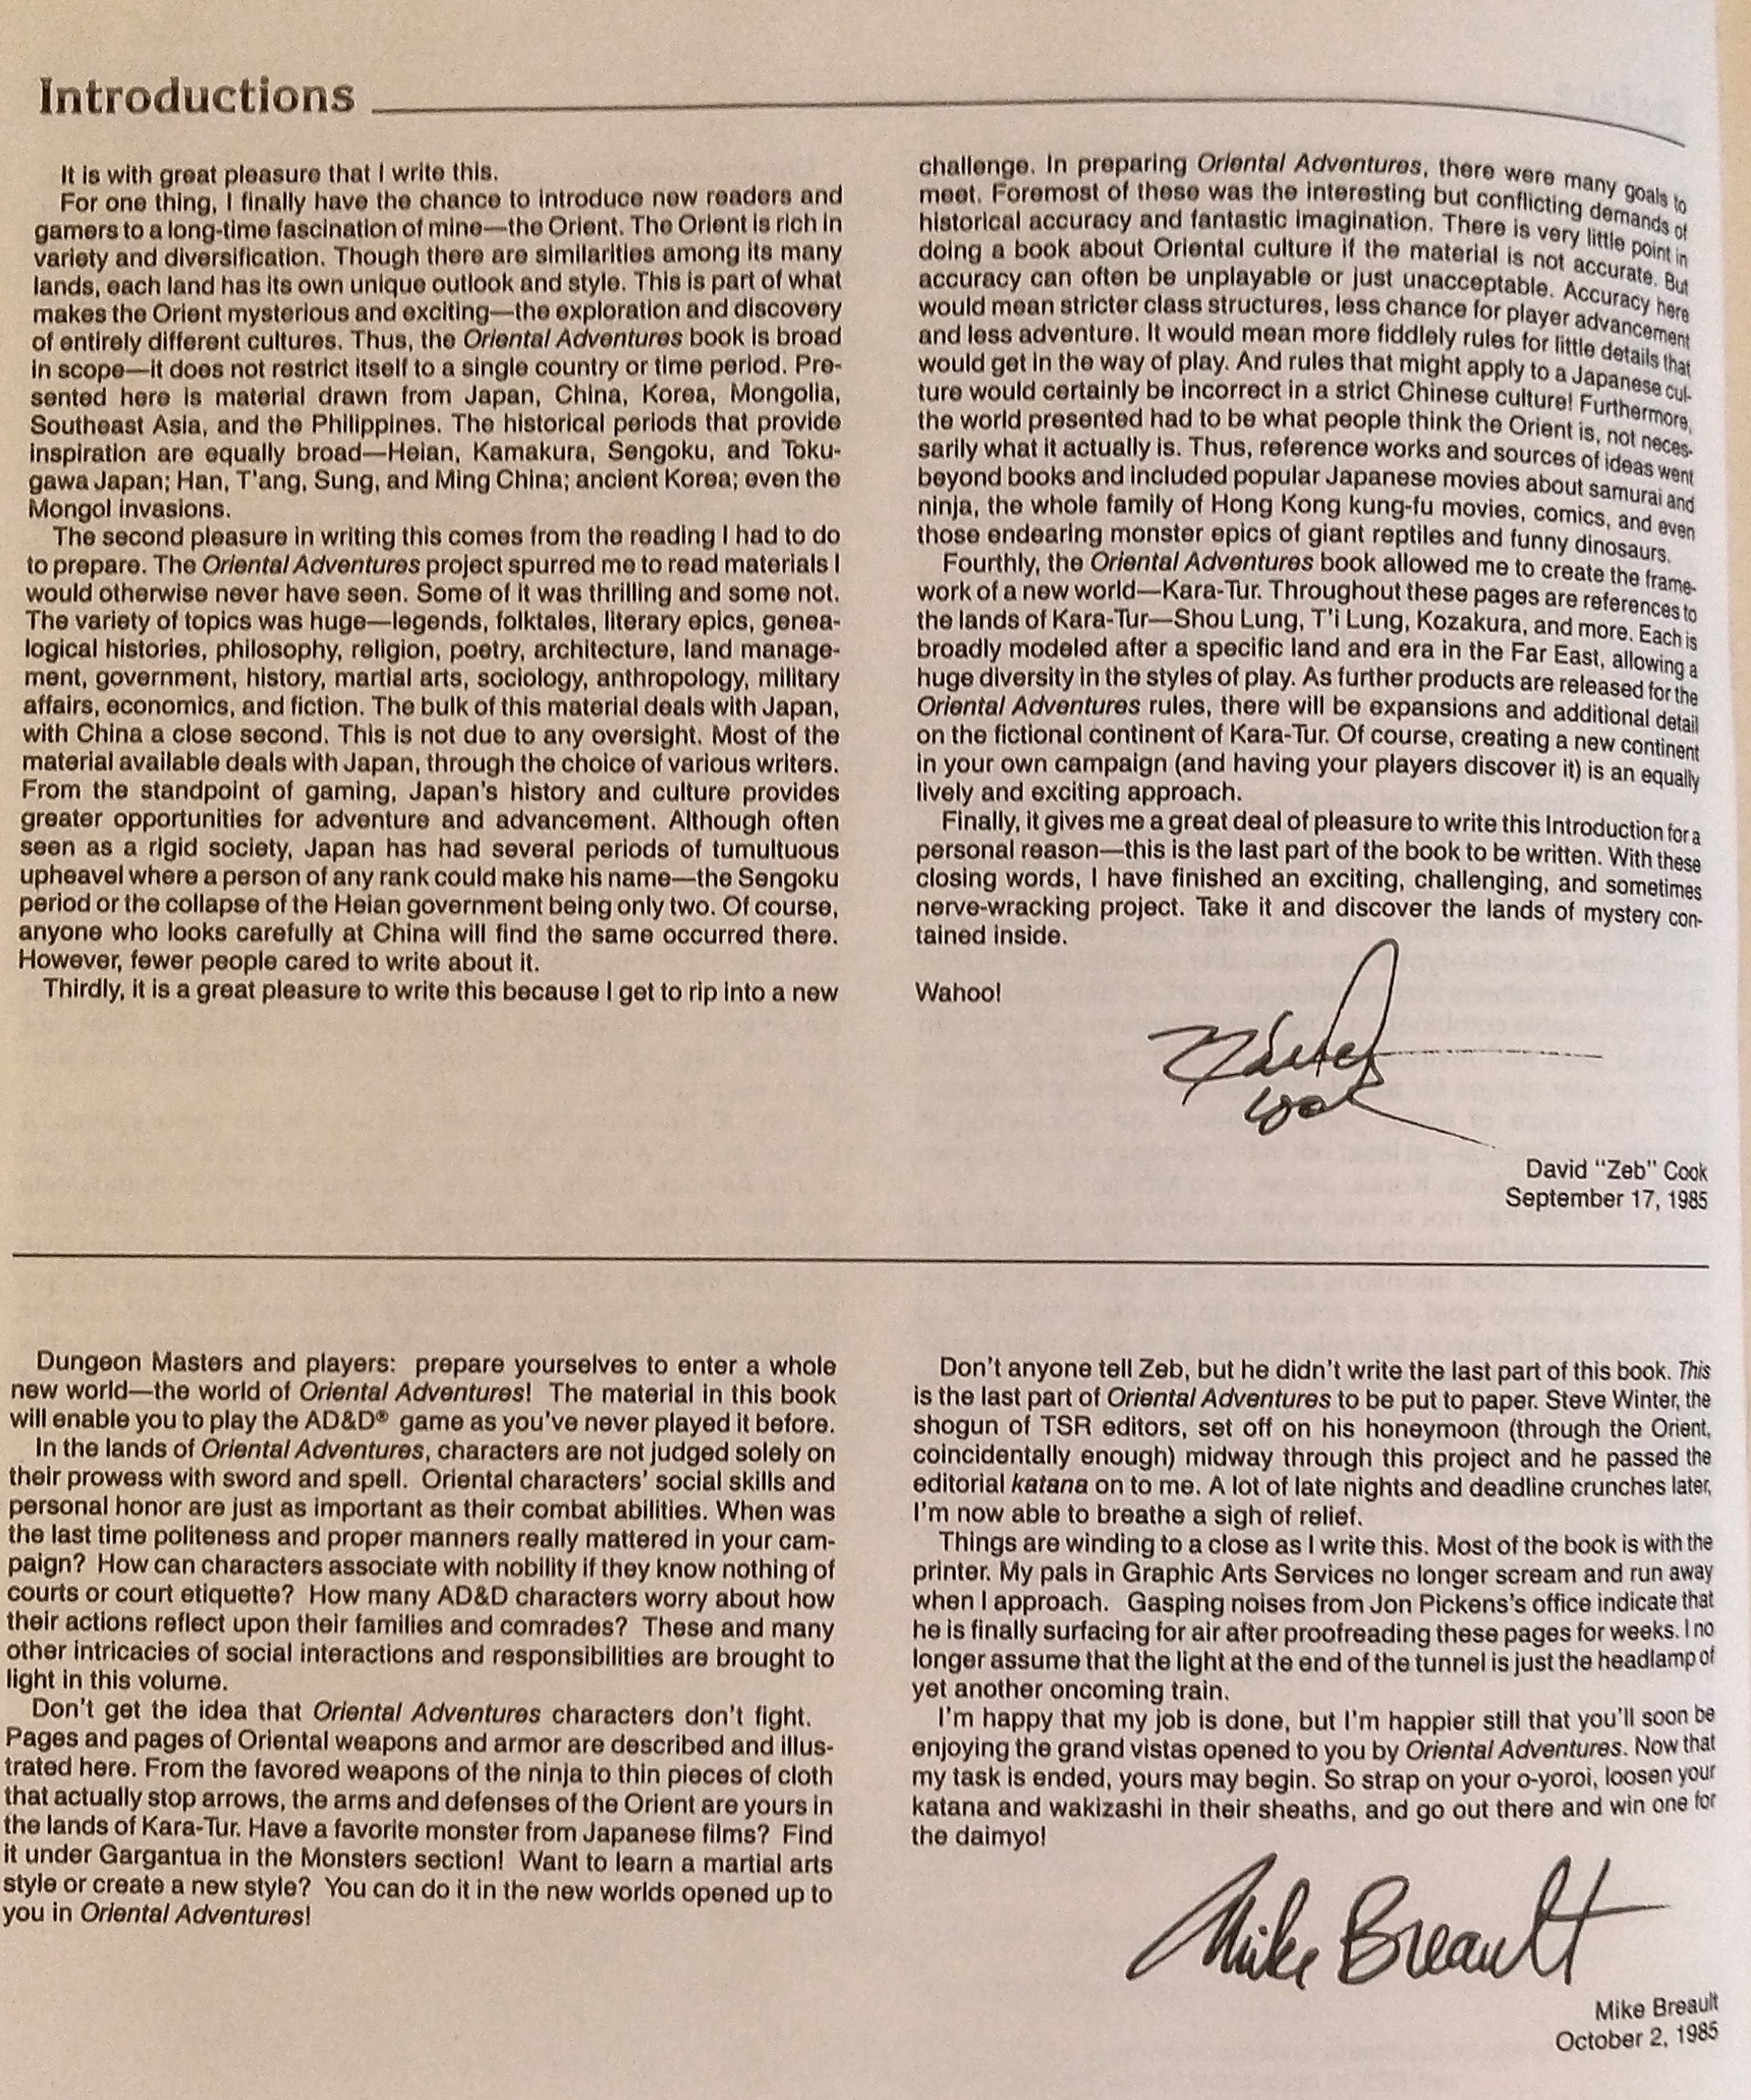 Introductions
It is with great pleasure that I write this.
For one thing, I finally have the chance to introduce new readers and
gamers to a long-time fascination of mine—the Orient. The Orient is rich in
variety and diversification. Though there are similarities among its many
lands, each land has its own unique outlook and style. This is part of what
makes the Orient mysterious and exciting—the exploration and discovery
of entirely different cultures. Thus, the Oriental Adventures book is broad
in scope—it does not restrict itself to a single country or time period. Pre-
sented here is material drawn from Japan, China, Korea, Mongolia,
Southeast Asia, and the Philippines. The historical periods that provide
inspiration are equally broad—Heian, Kamakura, Sengoku, and Toku-
gawa Japan; Han, T'ang, Sung, and Ming China; ancient Korea; even the
Mongol invasions.
The second pleasure in writing this comes from the reading I had to do
to prepare. The Oriental Adventures project spurred me to read materials I
would otherwise never have seen. Some of it was thrilling and some not.
The variety of topics was huge—legends, folktales, literary epics, genea-
logical histories, philosophy, religion, poetry, architecture, land manage-
ment, government, history, martial arts, sociology, anthropology, military
affairs, economics, and fiction. The bulk of this material deals with Japan,
with China a close second. This is not due to any oversight. Most of the
material available deals with Japan, through the choice of various writers.
From the standpoint of gaming, Japan's history and culture provides
greater opportunities for adventure and advancement. Although often
seen as a rigid society, Japan has had several periods of tumultuous
upheavel where a person of any rank could make his name—the Sengoku
period or the collapse of the Heian government being only two. Of course,
anyone who looks carefully at China will find the same occurred there.
However, fewer people cared to write about it.
Thirdly, it is a great pleasure to write this because I get to rip into a new
challenge. In preparing Oriental Adventures, there were many goals to
meet. Foremost of these was the interesting but conflicting demands of
historical accuracy and fantastic imagination. There is very little point in
doing a book about Oriental culture if the material is not accurate. But
accuracy can often be unplayable or just unacceptable. Accuracy here
would mean stricter class structures, less chance for player advancement
and less adventure. It would mean more fiddlely rules for little details that
would get in the way of play. And rules that might apply to a Japanese cul-
ture would certainly be incorrect in a strict Chinese culture! Furthermore,
the world presented had to be what people think the Orient is, not neces-
sarily what it actually is. Thus, reference works and sources of ideas went
beyond books and included popular Japanese movies about samurai and
ninja, the whole family of Hong Kong kung-fu movies, comics, and even
those endearing monster epics of giant reptiles and funny dinosaurs.
Fourthly, the Oriental Adventures book allowed me to create the frame-
work of a new world—Kara-Tur. Throughout these pages are references to
the lands of Kara-Tur—Shou Lung, T'i Lung, Kozakura, and more. Each is
broadly modeled after a specific land and era in the Far East, allowing a
huge diversity in the styles of play. As further products are released for the
Oriental Adventures rules, there will be expansions and additional detail
on the fictional continent of Kara-Tur. Of course, creating a new continent
in your own campaign (and having your players discover it) is an equally
lively and exciting approach.
Finally, it gives me a great deal of pleasure to write this Introduction for a
personal reason—this is the last part of the book to be written. With these
closing words, I have finished an exciting, challenging, and sometimes
nerve-wracking project. Take it and discover the lands of mystery con-
tained inside.
Wahoo!
Cook
David "Zeb" Cook
September 17, 1985
Dungeon Masters and players: prepare yourselves to enter a whole
new world—the world of Oriental Adventures! The material in this book
will enable you to play the AD&D® game as you've never played it before.
In the lands of Oriental Adventures, characters are not judged solely on
their prowess with sword and spell. Oriental characters' social skills and
personal honor are just as important as their combat abilities. When was
the last time politeness and proper manners really mattered in your cam-
paign? How can characters associate with nobility if they know nothing of
courts or court etiquette? How many AD&D characters worry about how
their actions reflect upon their families and comrades? These and many
other intricacies of social interactions and responsibilities are brought to
light in this volume.
Don't get the idea that Oriental Adventures characters don't fight.
Pages and pages of Oriental weapons and armor are described and illus-
trated here. From the favored weapons of the ninja to thin pieces of cloth
that actually stop arrows, the arms and defenses of the Orient are yours in
the lands of Kara-Tur. Have a favorite monster from Japanese films? Find
it under Gargantua in the Monsters section! Want to learn a martial arts
style or create a new style? You can do it in the new worlds opened up to
you in Oriental Adventures!
Don't anyone tell Zeb, but he didn't write the last part of this book. This
is the last part of Oriental Adventures to be put to paper. Steve Winter, the
shogun of TSR editors, set off on his honeymoon (through the Orient,
coincidentally enough) midway through this project and he passed the
editorial katana on to me. A lot of late nights and deadline crunches later,
I'm now able to breathe a sigh of relief.
Things are winding to a close as I write this. Most of the book is with the
printer. My pals in Graphic Arts Services no longer scream and run away
when I approach. Gasping noises from Jon Pickens's office indicate that
he is finally surfacing for air after proofreading these pages for weeks. I no
longer assume that the light at the end of the tunnel is just the headlamp of
yet another oncoming train.
I'm happy that my job is done, but I'm happier still that you'll soon be
enjoying the grand vistas opened to you by Oriental Adventures. Now that
my task is ended, yours may begin. So strap on your o-yoroi, loosen your
katana and wakizashi in their sheaths, and go out there and win one for
the daimyo!
Mike Breault
Mike Breault
October 2, 1985